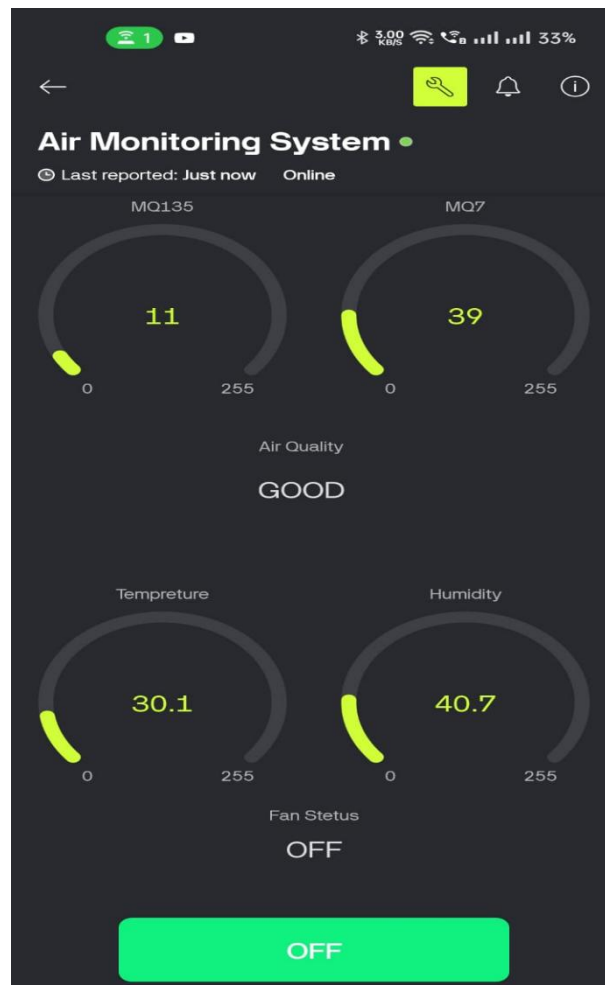 1 3.00 KB/S 33%
Air Monitoring System
Last reported: Just now Online
MQ135 MQ7
11 39
0 255 0 255
Air Quality
GOOD
Tempreture Humidity
30.1 40.7
0 255 0 255
Fan Stetus
OFF
OFF